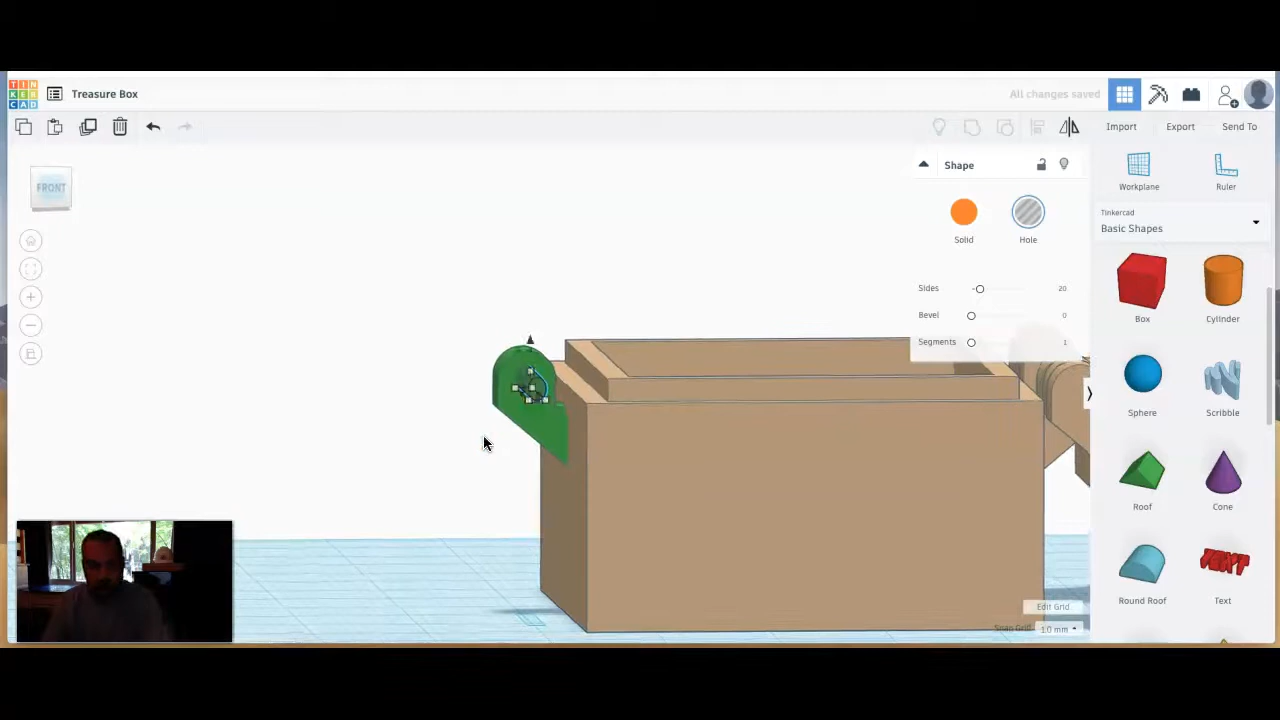 TIN
KER
CAD
Treasure Box
All changes saved
Import
Export
Send To
FRONT
Shape
Solid
Hole
Sides
20
Bevel
0
Segments
1
Workplane
Ruler
Tinkercad
Basic Shapes
Box
Cylinder
Sphere
Scribble
Roof
Cone
TEXT
Round Roof
Text
Edit Grid
Snap Grid
1.0 mm